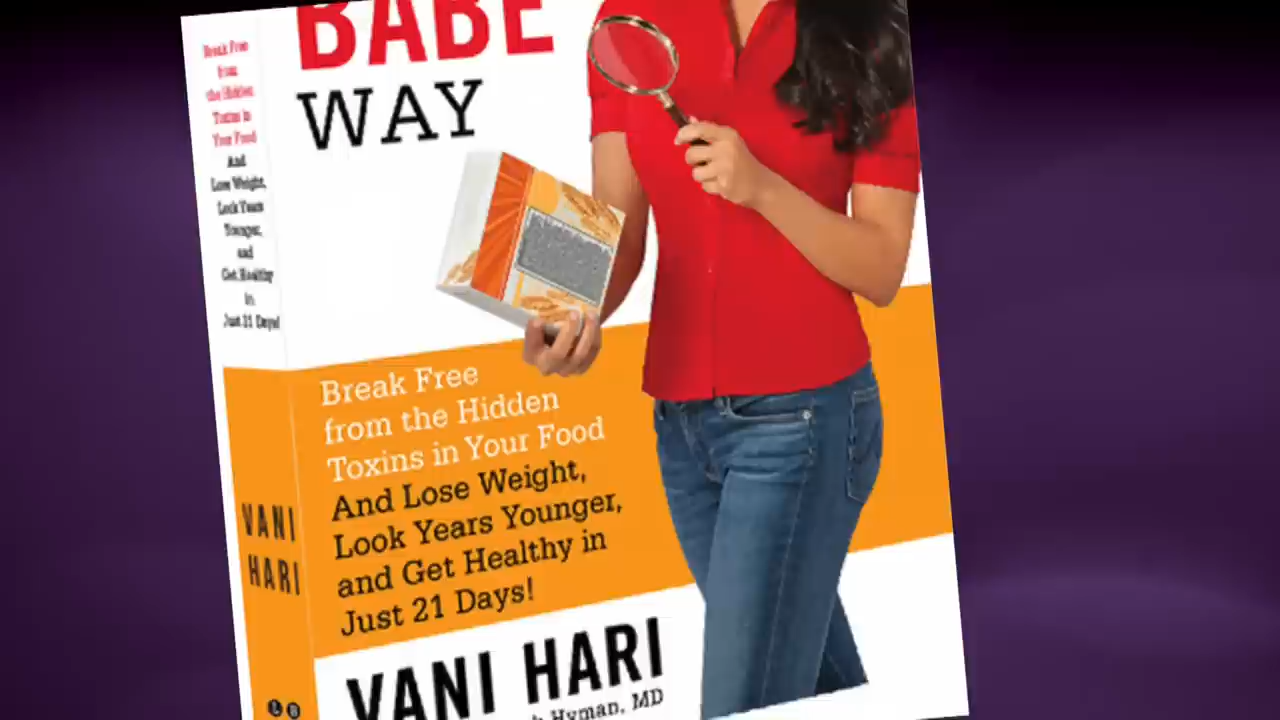 BABE
WAY
Break Free
from the Hidden
Toxins in Your Food
And Lose Weight,
Look Years Younger,
and Get Healthy in
Just 21 Days!
VANI HARI
Hyman, MD
Break Free
from
the Hidden
Toxins in
Your Food
And
Lose Weight,
Look Years
Younger,
and
Get Healthy
in
Just 21 Days!
VANI
HARI
L B